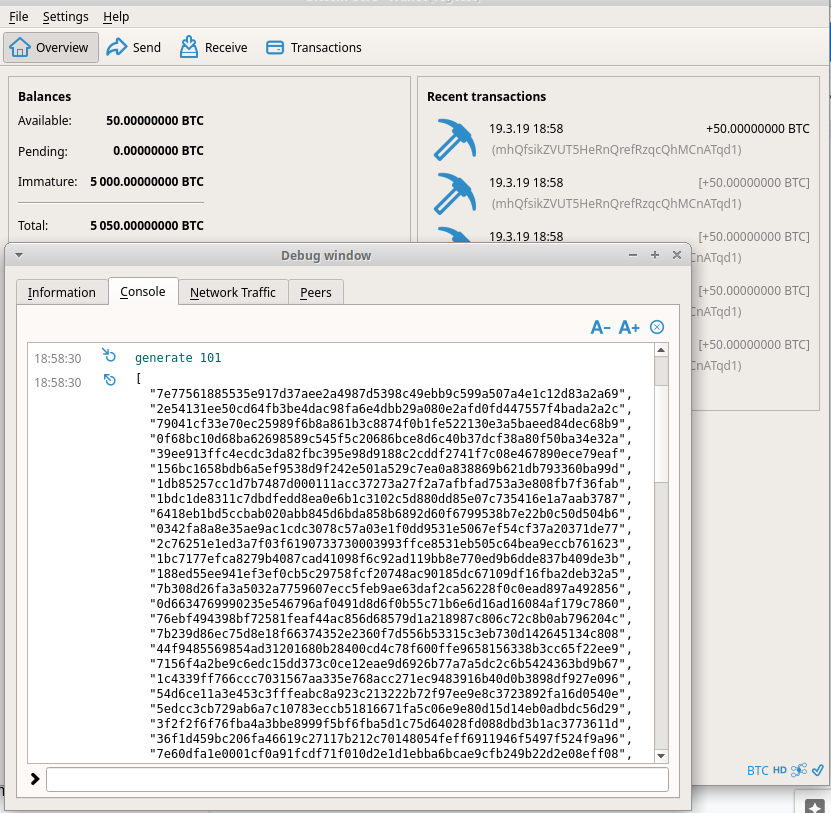 File Settings Help
Overview Send Receive Transactions
Balances
Available: 50.00000000 BTC
Pending: 0.00000000 BTC
Immature: 5 000.00000000 BTC
Total: 5 050.00000000 BTC
Recent transactions
19.3.19 18:58 +50.00000000 BTC
(mhQfsikZVUT5HeRnQrefRzqcQhMCnATqd1)
19.3.19 18:58 [+50.00000000 BTC]
(mhQfsikZVUT5HeRnQrefRzqcQhMCnATqd1)
19.3.19 18:58 [+50.00000000 BTC]
CnATqd1)
[+50.00000000 BTC]
CnATqd1)
[+50.00000000 BTC]
CnATqd1)
Debug window
Information Console Network Traffic Peers
A- A+
18:58:30 generate 101
18:58:30 [
"7e77561885535e917d37aee2a4987d5398c49ebb9c599a507a4e1c12d83a2a69",
"2e54131ee50cd64fb3be4dac98fa6e4dbb29a080e2afd0fd447557f4bada2a2c",
"79041cf33e70ec25989f6b8a861b3c8874f0b1fe522130e3a5baeed84dec68b9",
"0f68bc10d68ba62698589c545f5c20686bce8d6c40b37dcf38a80f50ba34e32a",
"39ee913ffc4ecdc3da82fbc395e98d9188c2cddf2741f7c08e467890ece79eaf",
"156bc1658bdb6a5ef9538d9f242e501a529c7ea0a838869b621db793360ba99d",
"1db85257cc1d7b7487d000111acc37273a27f2a7afbfad753a3e808fb7f36fab",
"1bdc1de8311c7dbdfedd8ea0e6b1c3102c5d880dd85e07c735416e1a7aab3787",
"6418eb1bd5ccbab020abb845d6bda858b6892d60f6799538b7e22b0c50d504b6",
"0342fa8a8e35ae9ac1cdc3078c57a03e1f0dd9531e5067ef54cf37a20371de77",
"2c76251e1ed3a7f03f6190733730003993ffce8531eb505c64bea9eccb761623",
"1bc7177efca8279b4087cad41098f6c92ad119bb8e770ed9b6dde837b409de3b",
"188ed55ee941ef3ef0cb5c29758fcf20748ac90185dc67109df16fba2deb32a5",
"7b308d26fa3a5032a7759607ecc5feb9ae63daf2ca56228f0c0ead897a492856",
"0d6634769990235e546796af0491d8d6f0b55c71b6e6d16ad16084af179c7860",
"76ebf494398bf72581feaf44ac856d68579d1a218987c806c72c8b0ab796204c",
"7b239d86ec75d8e18f66374352e2360f7d556b53315c3eb730d142645134c808",
"44f9485569854ad31201680b28400cd4c78f600ffe9658156338b3cc65f22ee9",
"7156f4a2be9c6edc15dd373c0ce12eae9d6926b77a7a5dc2c6b5424363bd9b67",
"1c4339ff766ccc7031567aa335e768acc271ec9483916b40d0b3898df927e096",
"54d6ce11a3e453c3fffeabc8a923c213222b72f97ee9e8c3723892fa16d0540e",
"5edcc3cb729ab6a7c10783eccb51816671fa5c06e9e80d15d14eb0adbdc56d29",
"3f2f2f6f76fba4a3bbe8999f5bf6fba5d1c75d64028fd088dbd3b1ac3773611d",
"36f1d459bc206fa46619c27117b212c70148054feff6911946f5497f524f9a96",
"7e60dfa1e0001cf0a91fcdf71f010d2e1d1ebba6bcae9cfb249b22d2e08eff08",
BTC HD